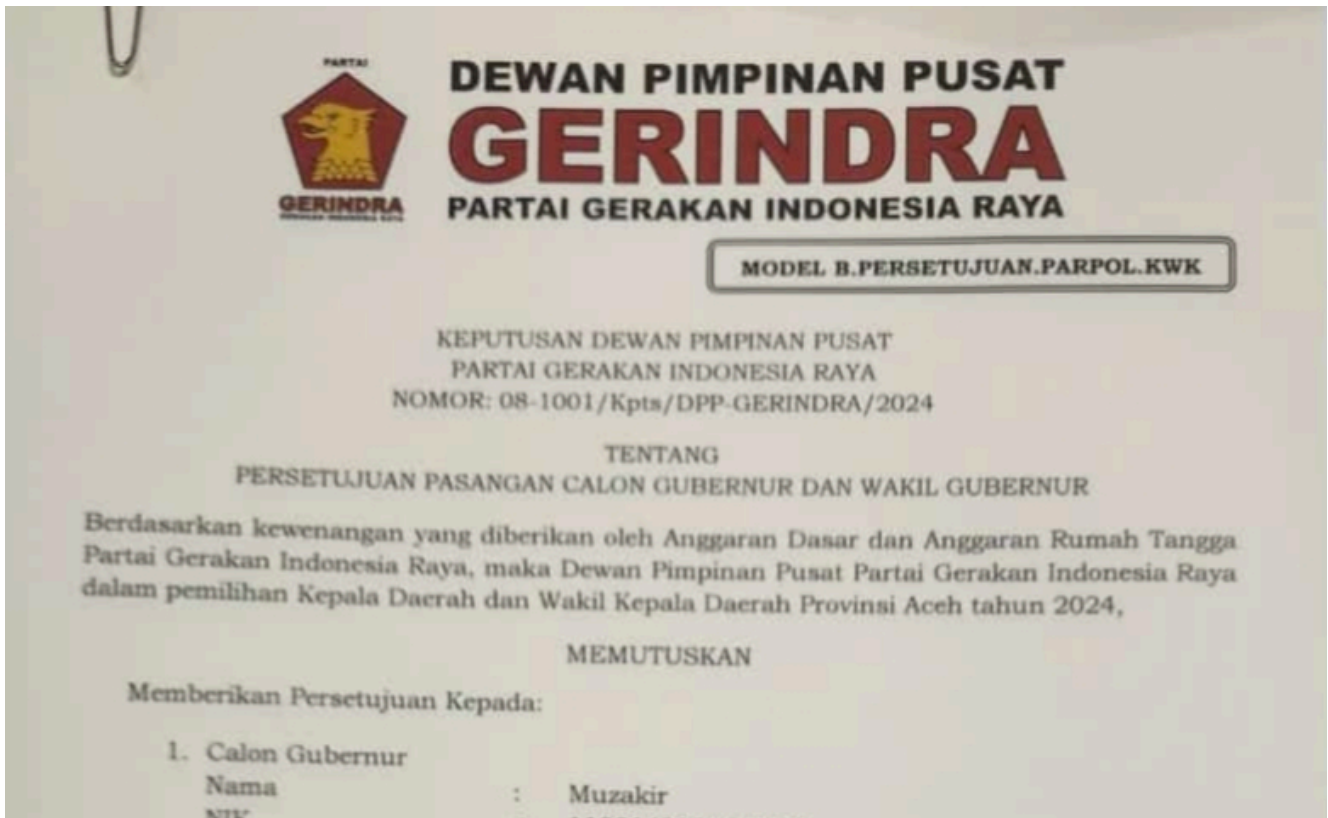 PARTAI
GERINDRA
DEWAN PIMPINAN PUSAT
GERINDRA
PARTAI GERAKAN INDONESIA RAYA
MODEL B.PERSETUJUAN.PARPOL.KWK
KEPUTUSAN DEWAN PIMPINAN PUSAT
PARTAI GERAKAN INDONESIA RAYA
NOMOR: 08-1001/Kpts/DPP-GERINDRA/2024
TENTANG
PERSETUJUAN PASANGAN CALON GUBERNUR DAN WAKIL GUBERNUR
Berdasarkan kewenangan yang diberikan oleh Anggaran Dasar dan Anggaran Rumah Tangga
Partai Gerakan Indonesia Raya, maka Dewan Pimpinan Pusat Partai Gerakan Indonesia Raya
dalam pemilihan Kepala Daerah dan Wakil Kepala Daerah Provinsi Aceh tahun 2024,
MEMUTUSKAN
Memberikan Persetujuan Kepada:
1. Calon Gubernur
Nama : Muzakir
NIK